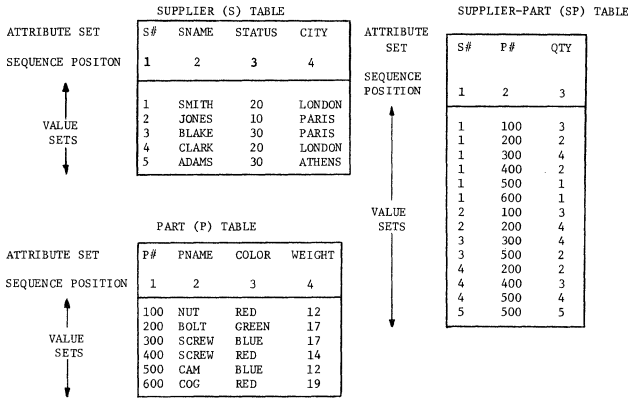 SUPPLIER (S) TABLE
ATTRIBUTE SET S# SNAME STATUS CITY
SEQUENCE POSITON 1 2 3 4
VALUE SETS
1 SMITH 20 LONDON
2 JONES 10 PARIS
3 BLAKE 30 PARIS
4 CLARK 20 LONDON
5 ADAMS 30 ATHENS
PART (P) TABLE
ATTRIBUTE SET P# PNAME COLOR WEIGHT
SEQUENCE POSITION 1 2 3 4
VALUE SETS
100 NUT RED 12
200 BOLT GREEN 17
300 SCREW BLUE 17
400 SCREW RED 14
500 CAM BLUE 12
600 COG RED 19
SUPPLIER-PART (SP) TABLE
ATTRIBUTE SET S# P# QTY
SEQUENCE POSITION 1 2 3
VALUE SETS
1 100 3
1 200 2
1 300 4
1 400 2
1 500 1
1 600 1
2 100 3
2 200 4
3 300 4
3 500 2
4 200 2
4 400 3
4 500 4
5 500 5